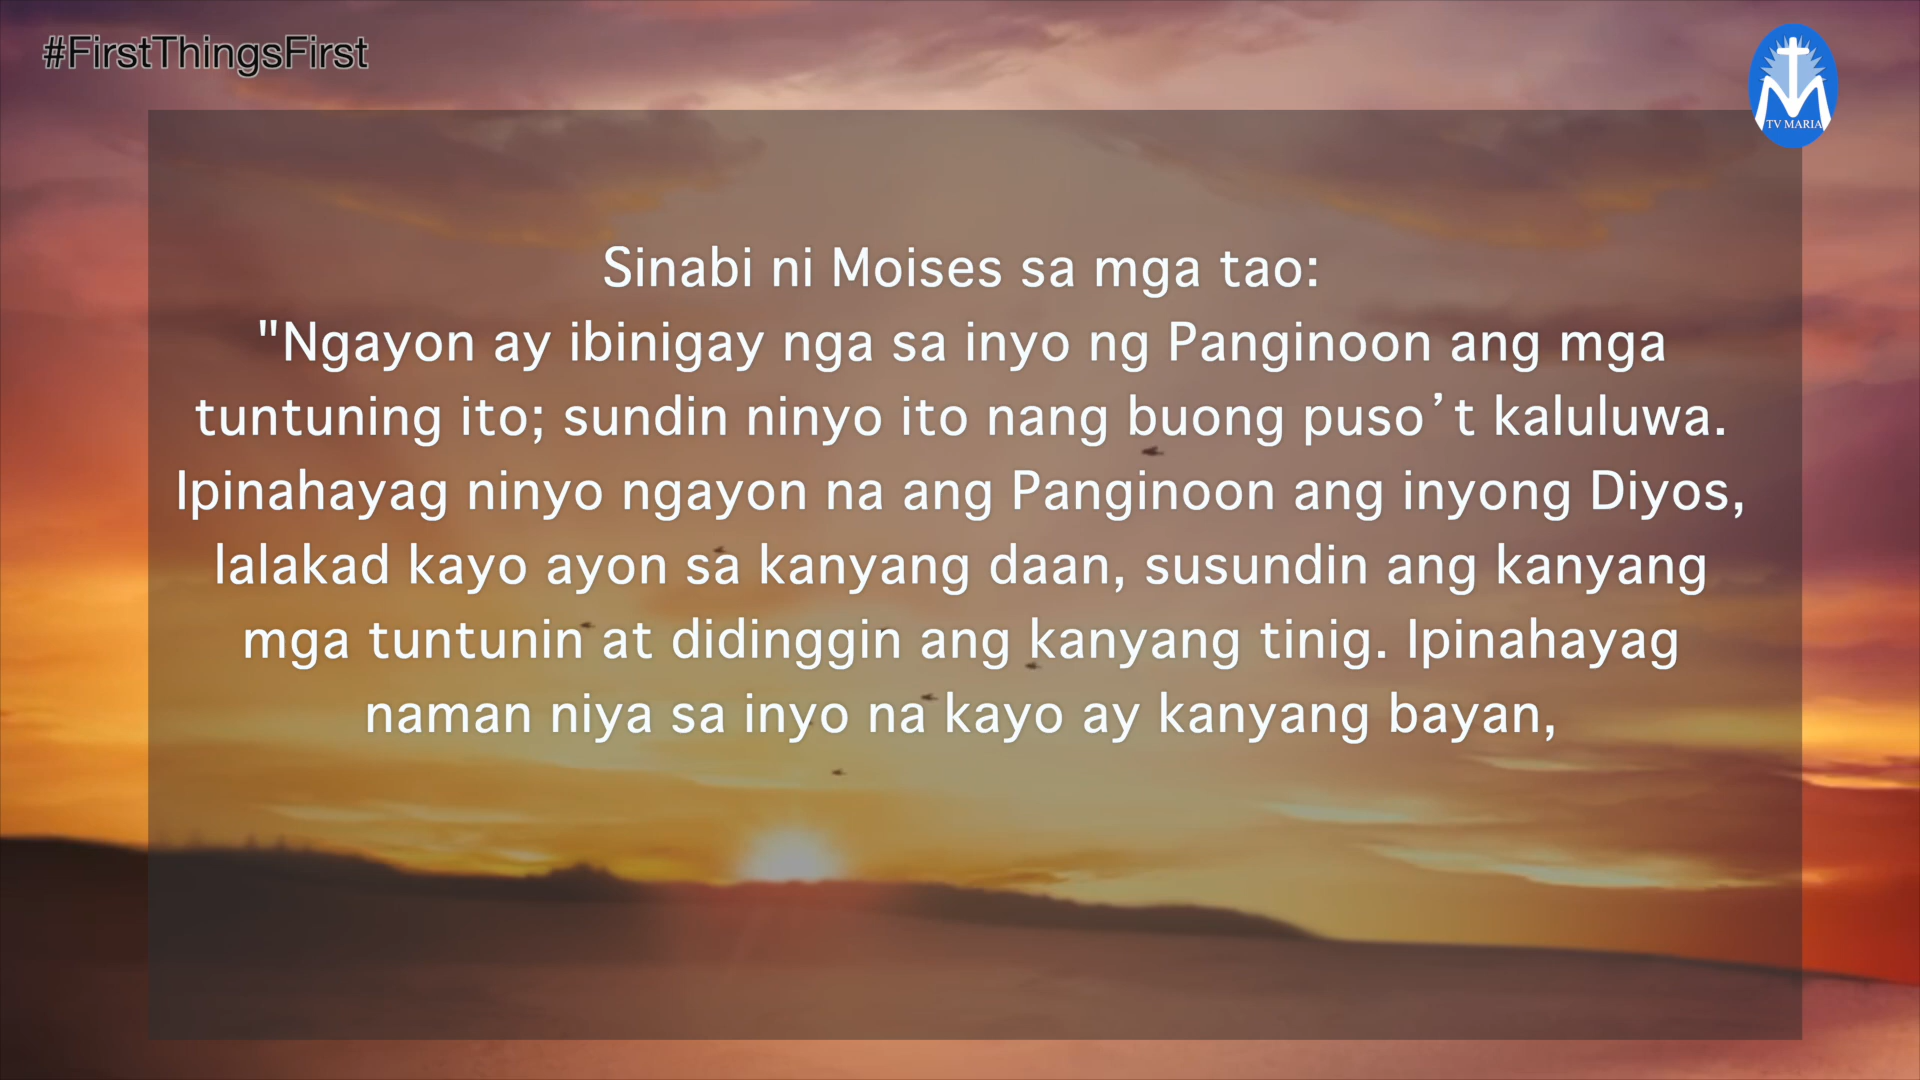 #FirstThingsFirst
TV MARIA
Sinabi ni Moises sa mga tao:
"Ngayon ay ibinigay nga sa inyo ng Panginoon ang mga
tuntuning ito; sundin ninyo ito nang buong puso’t kaluluwa.
Ipinahayag ninyo ngayon na ang Panginoon ang inyong Diyos,
lalakad kayo ayon sa kanyang daan, susundin ang kanyang
mga tuntunin at didinggin ang kanyang tinig. Ipinahayag
naman niya sa inyo na kayo ay kanyang bayan,